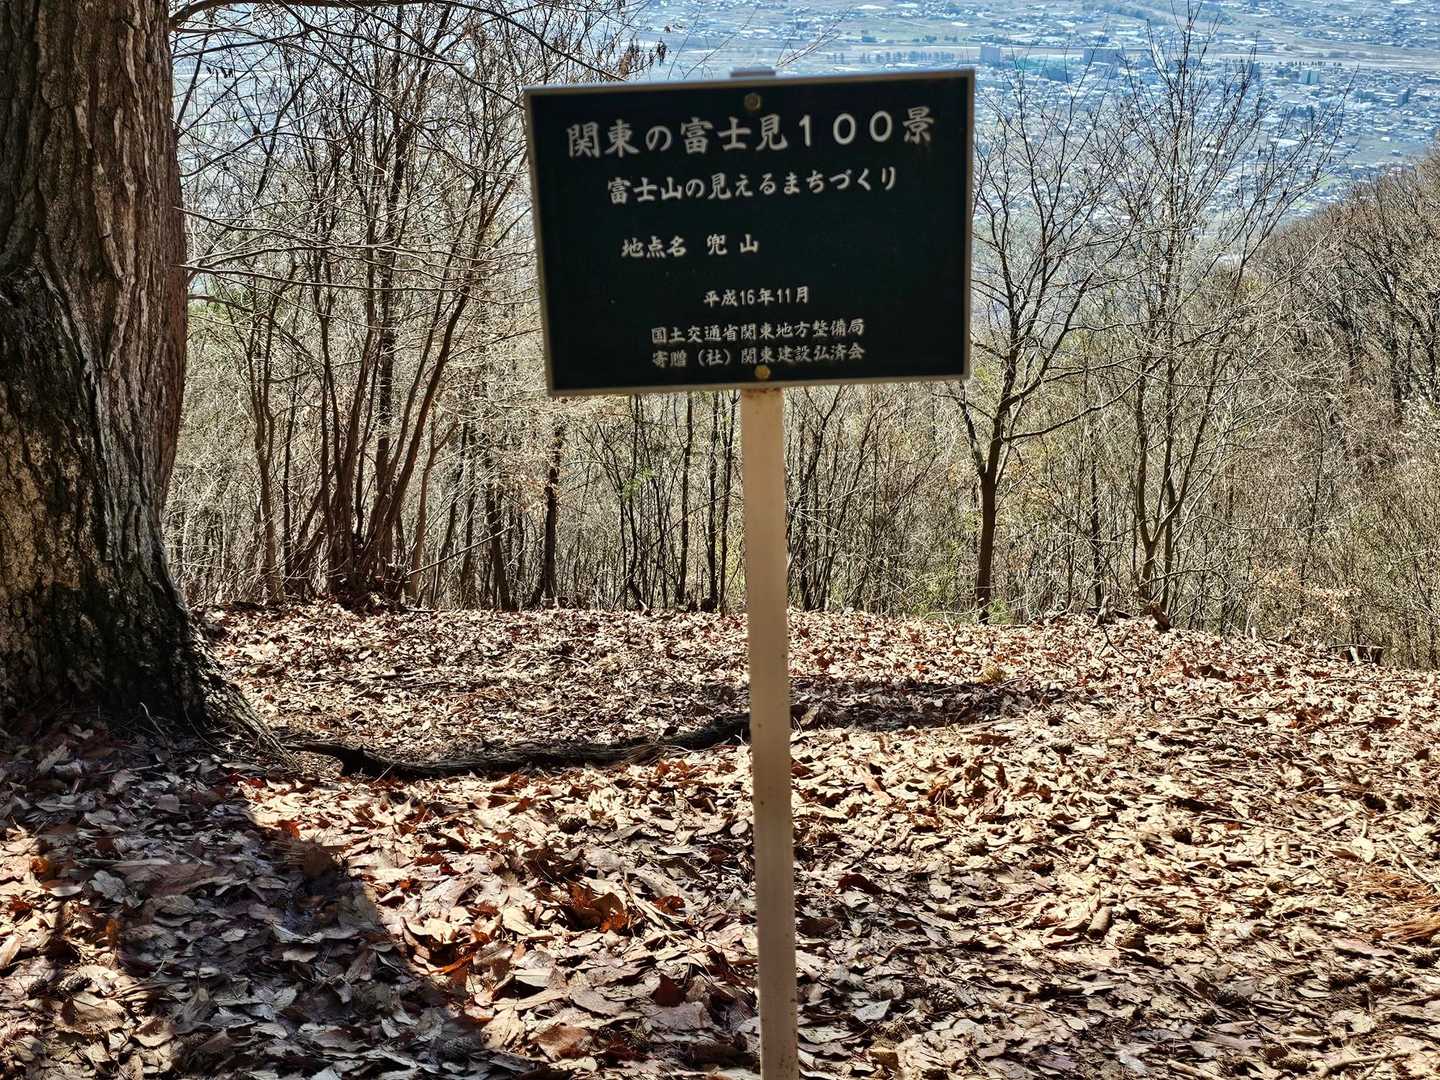 関東の富士見１００景
富士山の見えるまちづくり
地点名 兜山
平成16年11月
国土交通省関東地方整備局
寄贈（社）関東建設弘済会